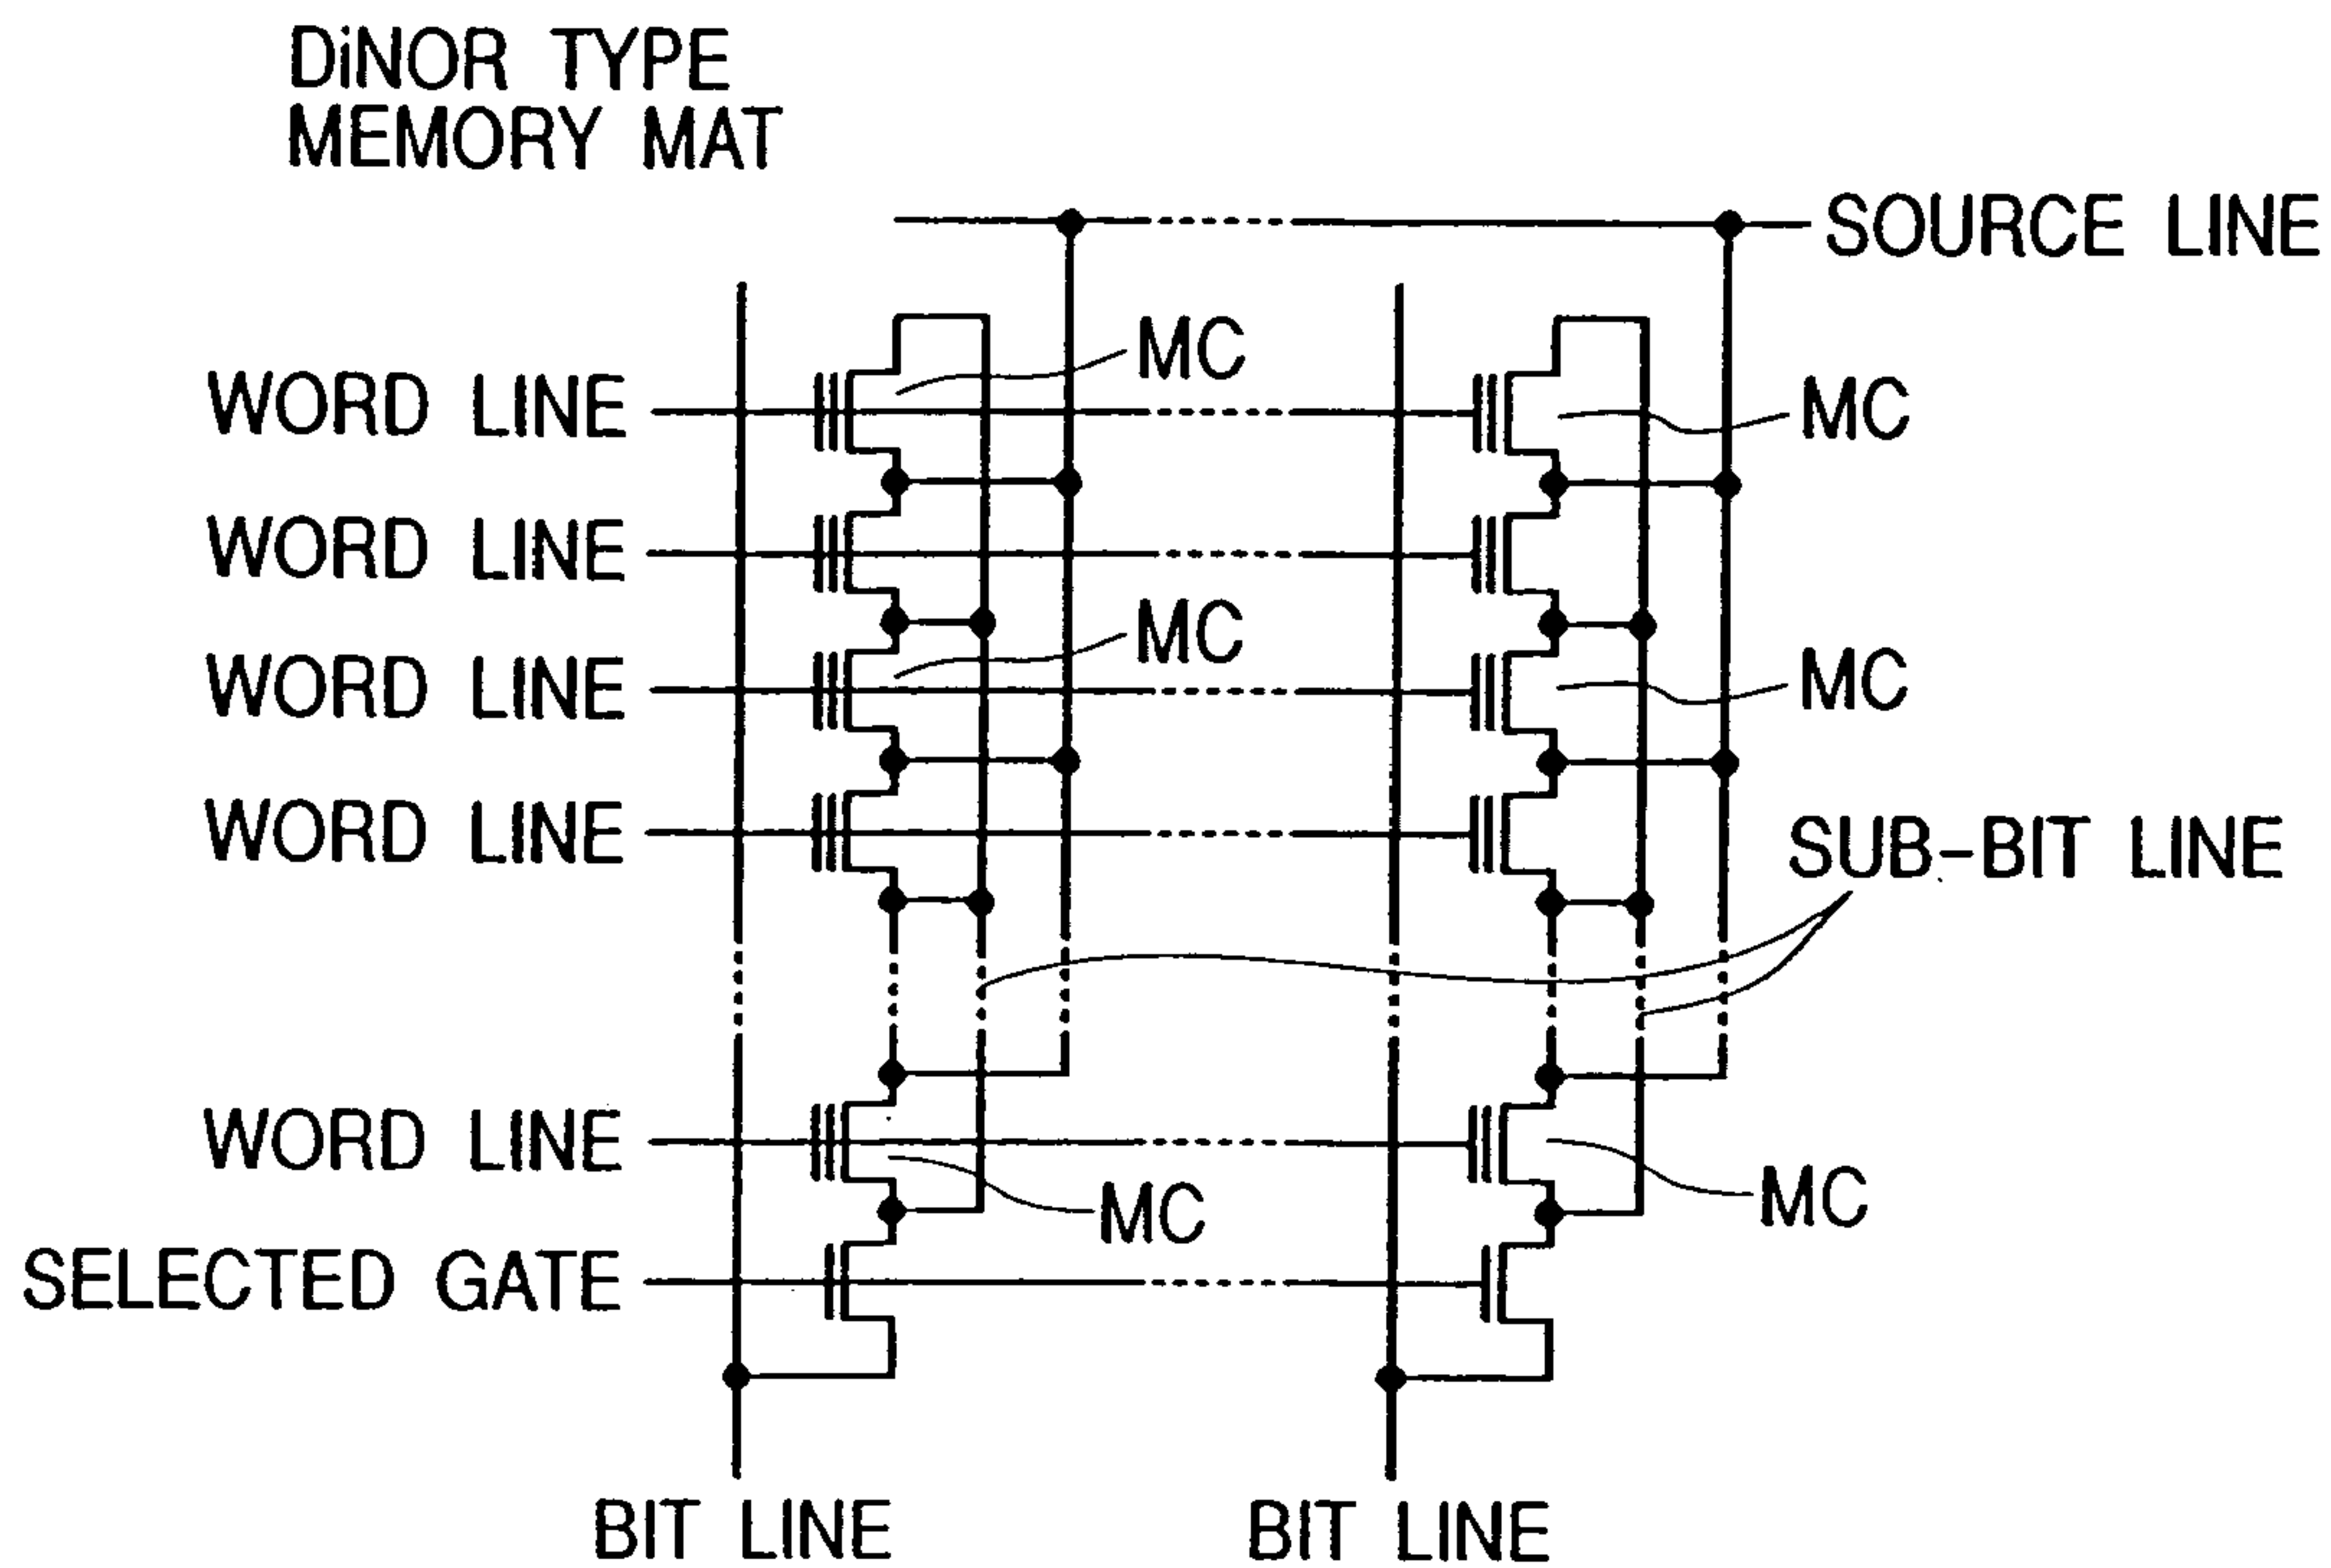 DiNOR TYPE
MEMORY MAT
SOURCE LINE
MC
WORD LINE
MC
WORD LINE
MC
WORD LINE
MC
WORD LINE
SUB-BIT LINE
WORD LINE
MC
MC
SELECTED GATE
BIT LINE
BIT LINE